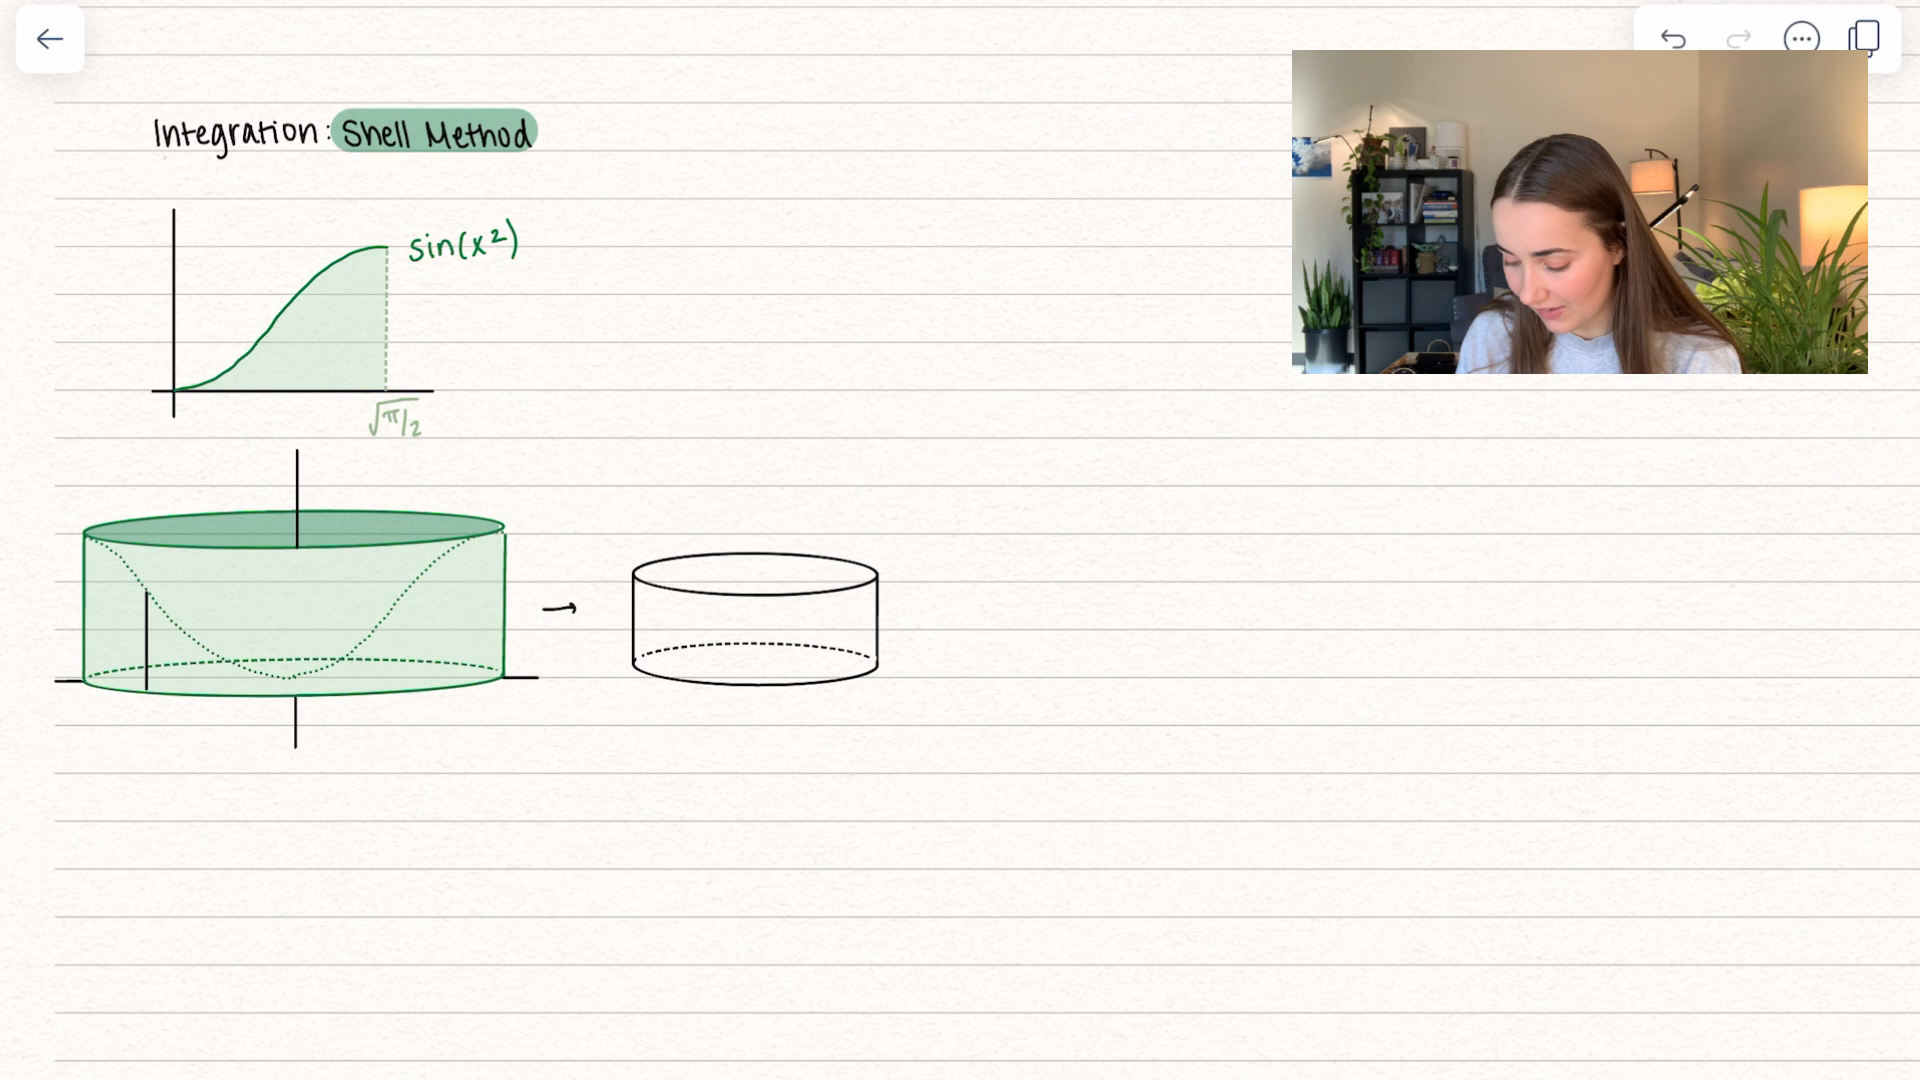 Integration: Shell Method
sin(x²)
√π/2